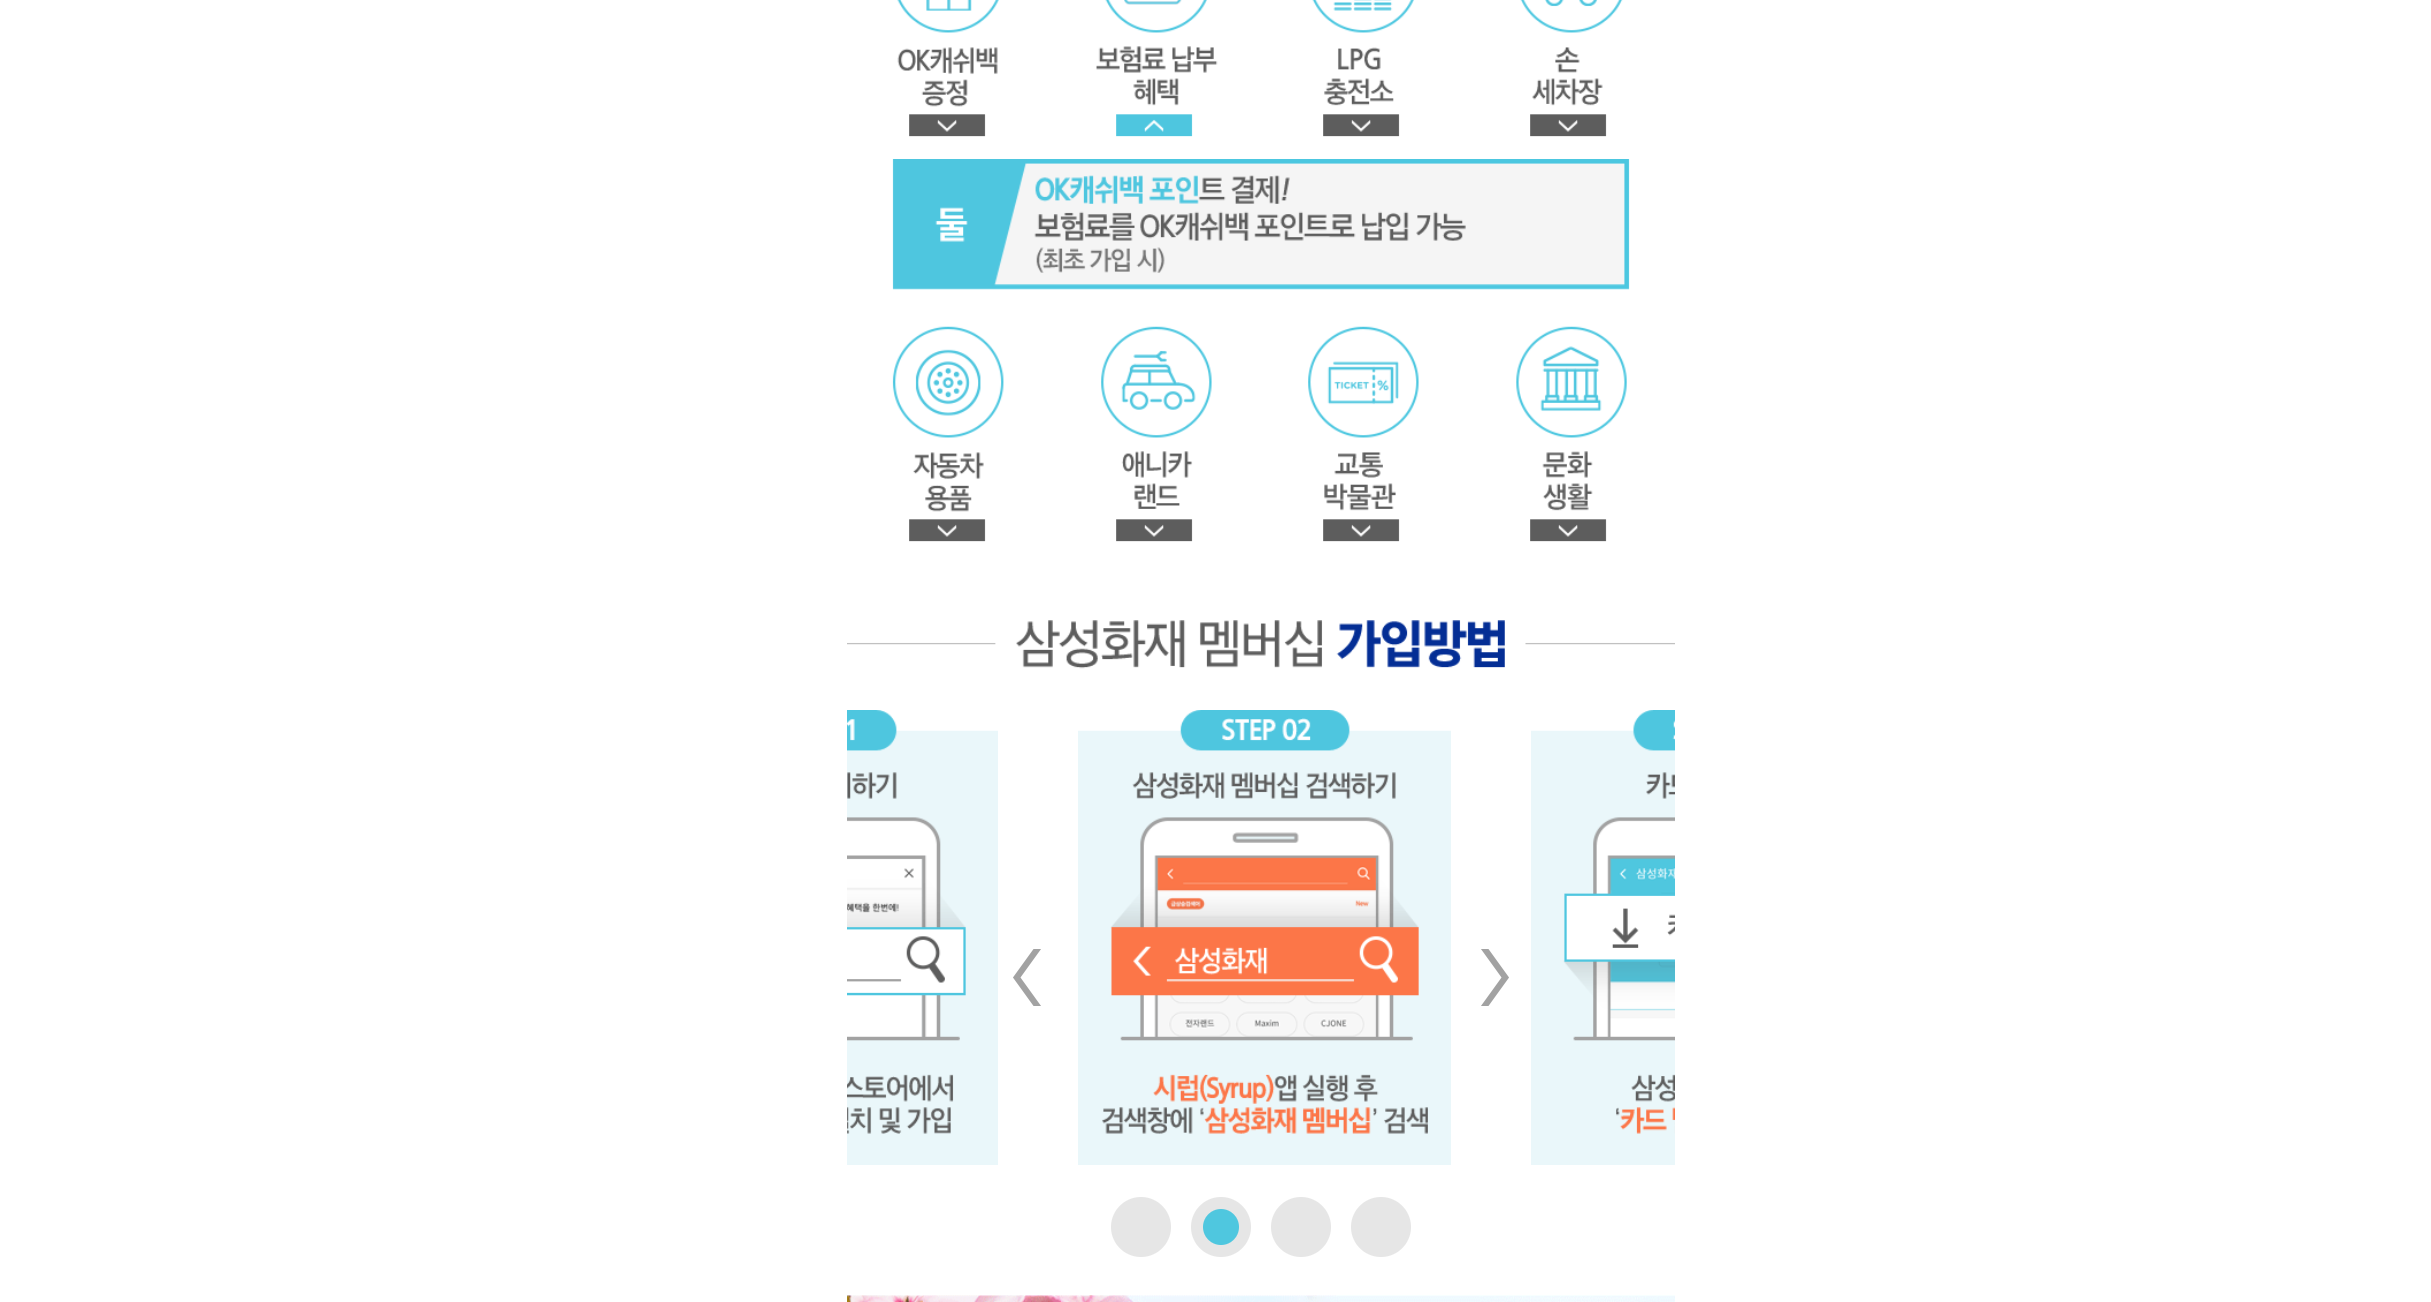 OK캐쉬백
증정
보험료 납부
혜택
LPG
충전소
손
세차장
둘
OK캐쉬백 포인트 결제!
보험료를 OK캐쉬백 포인트로 납입 가능
(최초 가입 시)
TICKET %
자동차
용품
애니카
랜드
교통
박물관
문화
생활
삼성화재 멤버십 가입방법
1
하기
혜택을 한번에!
스토어에서
및 가입
STEP 02
삼성화재 멤버십 검색하기
금상승검색어
New
삼성화재
전자랜드
Maxim
CJONE
시럽(Syrup)앱 실행 후
검색창에 ‘삼성화재 멤버십’ 검색
삼성화재
삼성
‘카드